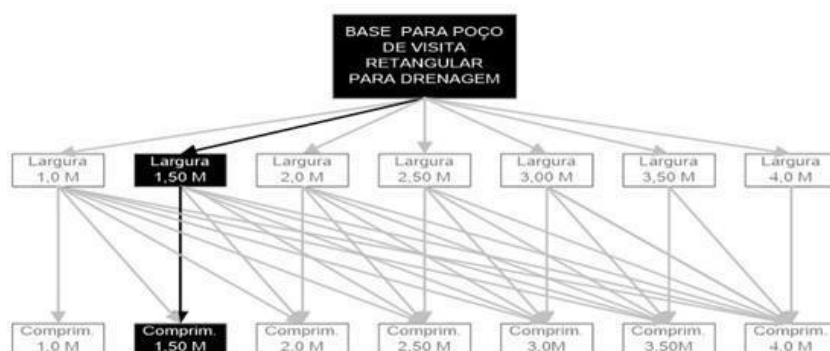 BASE PARA POÇO
DE VISITA
RETANGULAR
PARA DRENAGEM
Largura
1,0 M
Largura
1,50 M
Largura
2,0 M
Largura
2,50 M
Largura
3,00 M
Largura
3,50 M
Largura
4,0 M
Comprim.
1,0 M
Comprim.
1,50 M
Comprim.
2,0 M
Comprim.
2,50 M
Comprim.
3,0M
Comprim.
3,50M
Comprim.
4,0 M